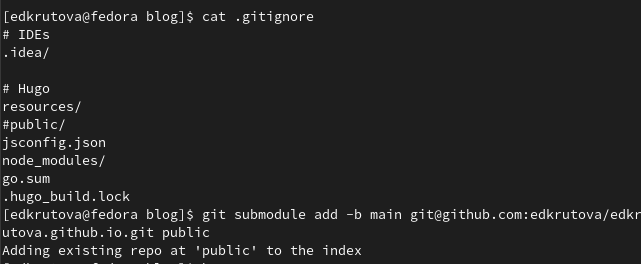 [edkrutova@fedora blog]$ cat .gitignore
# IDEs
.idea/
# Hugo
resources/
#public/
jsconfig.json
node_modules/
go.sum
.hugo_build.lock
[edkrutova@fedora blog]$ git submodule add -b main git@github.com:edkrutova/edkr
utova.github.io.git public
Adding existing repo at 'public' to the index